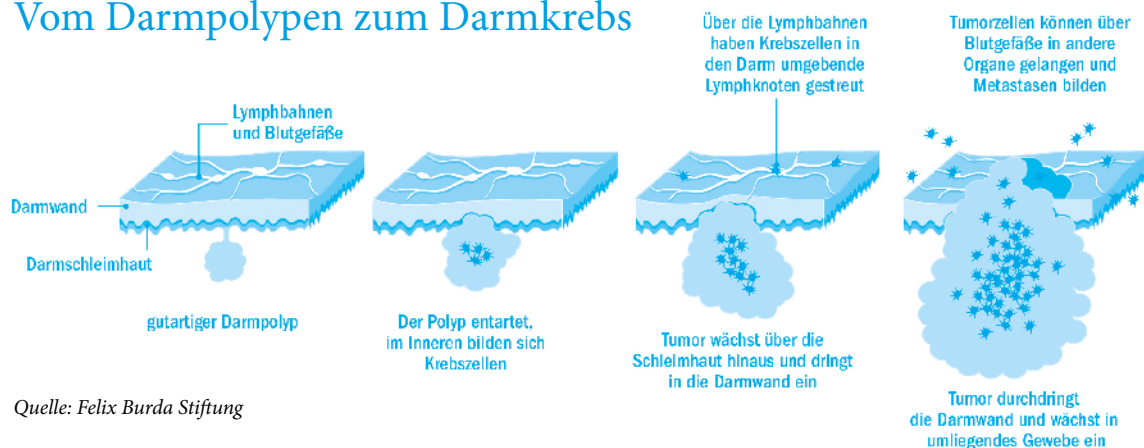 Vom Darmpolypen zum Darmkrebs
Lymphbahnen
und Blutgefäße
Darmwand
Darmschleimhaut
gutartiger Darmpolyp
Der Polyp entartet,
im Inneren bilden sich
Krebszellen
Über die Lymphbahnen
haben Krebszellen in
den Darm umgebende
Lymphknoten gestreut
Tumor wächst über die
Schleimhaut hinaus und dringt
in die Darmwand ein
Tumorzellen können über
Blutgefäße in andere
Organe gelangen und
Metastasen bilden
Tumor durchdringt
die Darmwand und wächst in
umliegendes Gewebe ein
Quelle: Felix Burda Stiftung